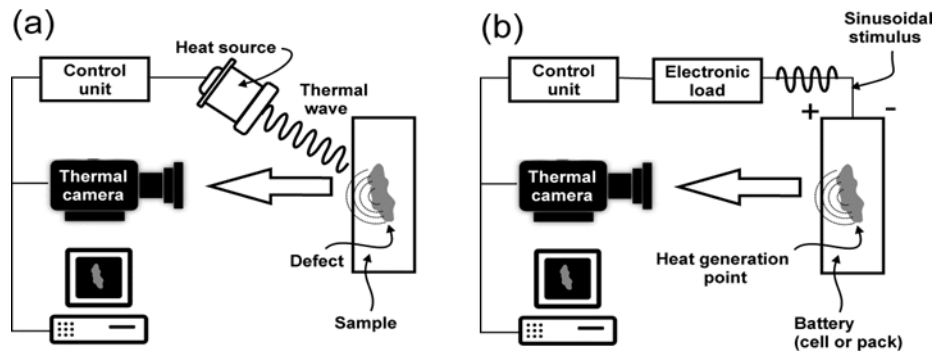 (a)
Heat source
Control
unit
Thermal
wave
Thermal
camera
Defect
Sample
(b)
Sinusoidal
stimulus
Control
unit
Electronic
load
+
-
Thermal
camera
Heat generation
point
Battery
(cell or pack)